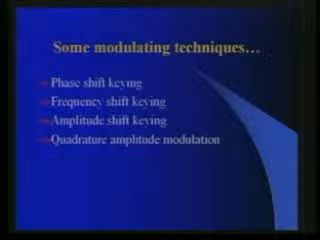 Some modulating techniques…
Phase shift keying
Frequency shift keying
Amplitude shift keying
Quadrature amplitude modulation